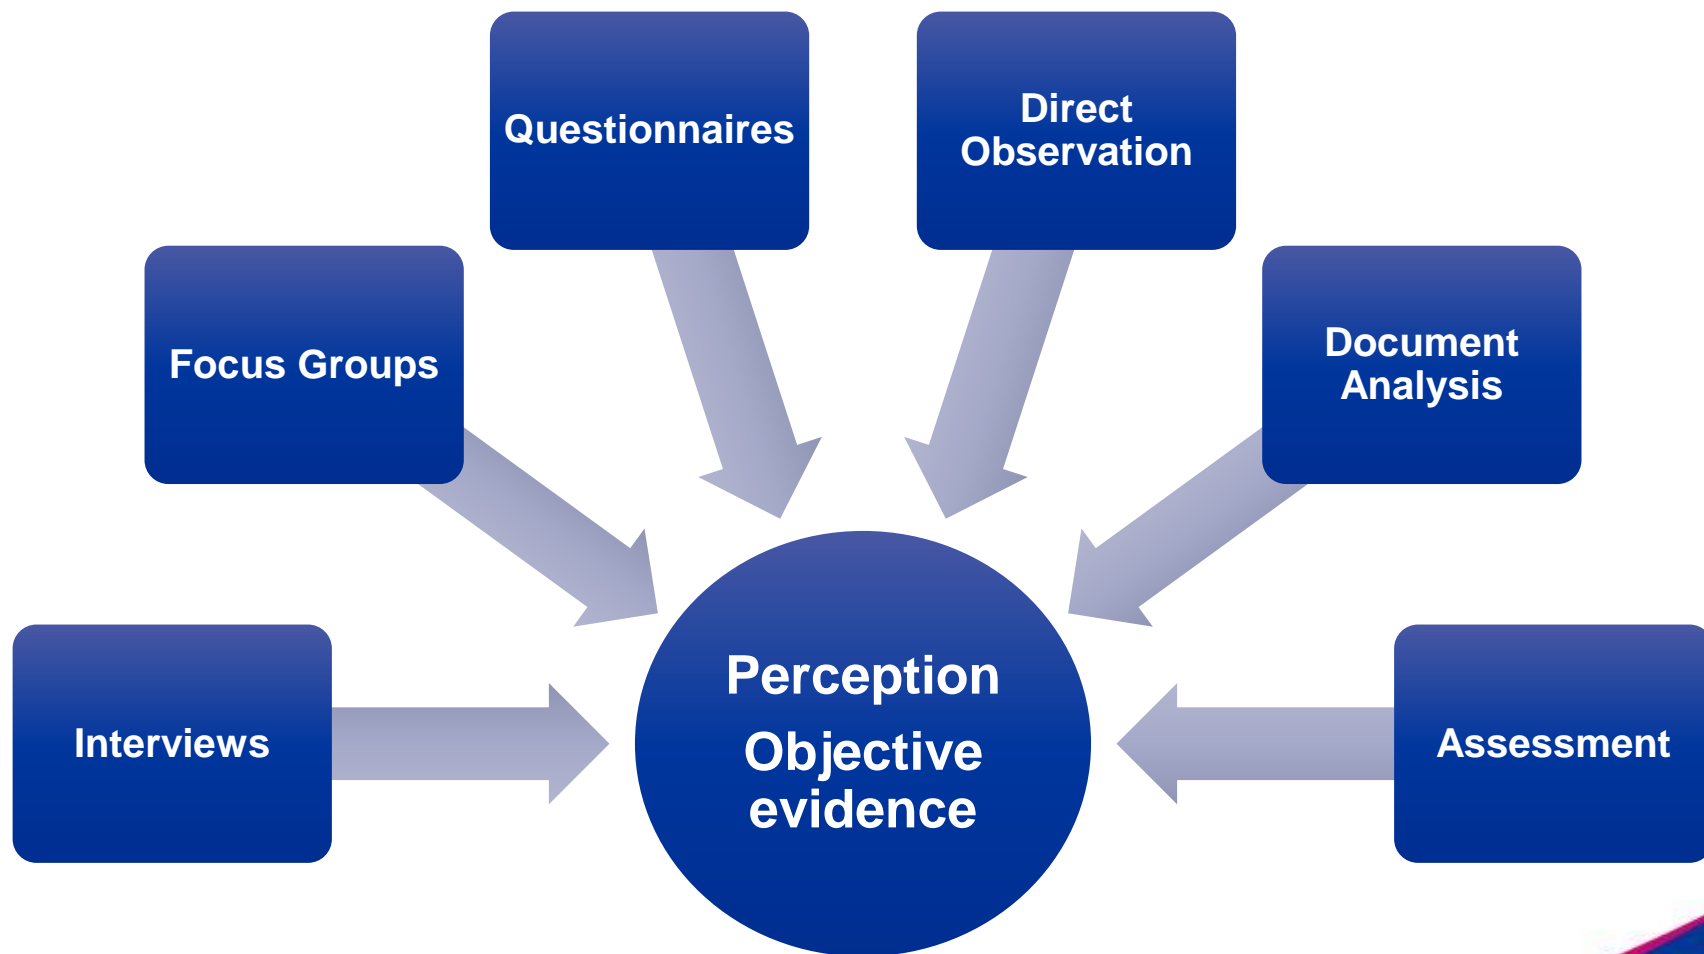 Questionnaires
Direct
Observation
Focus Groups
Document
Analysis
Interviews
Perception
Objective
evidence
Assessment